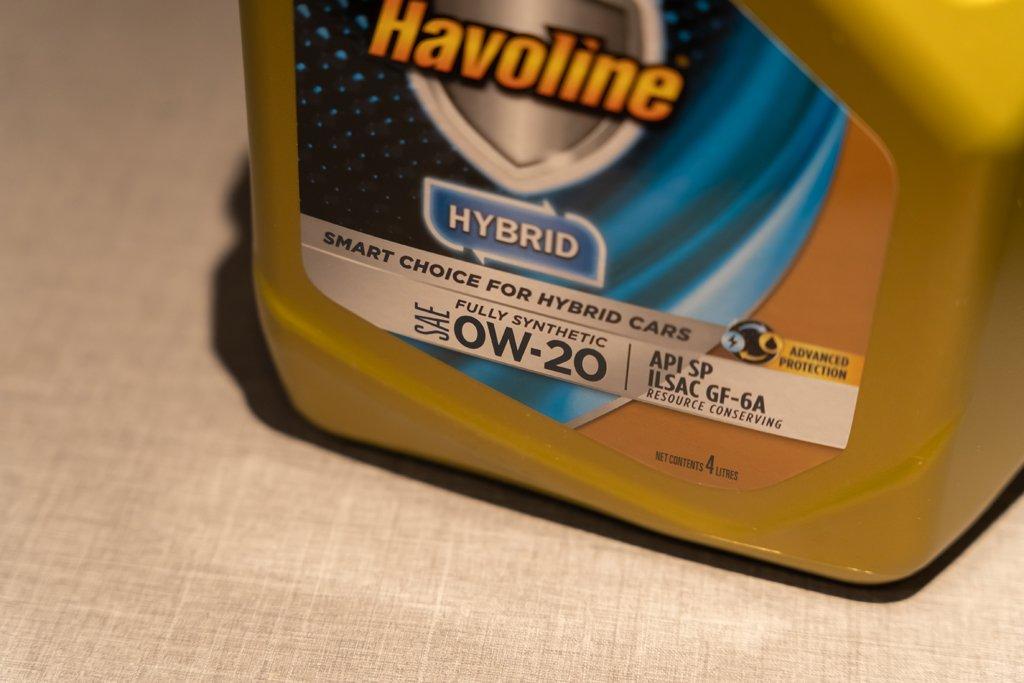 Havoline
HYBRID
SMART CHOICE FOR HYBRID CARS
SAE
FULLY SYNTHETIC
0W-20
API SP
ILSAC GF-6A
RESOURCE CONSERVING
ADVANCED
PROTECTION
NET CONTENTS 4 LITRES